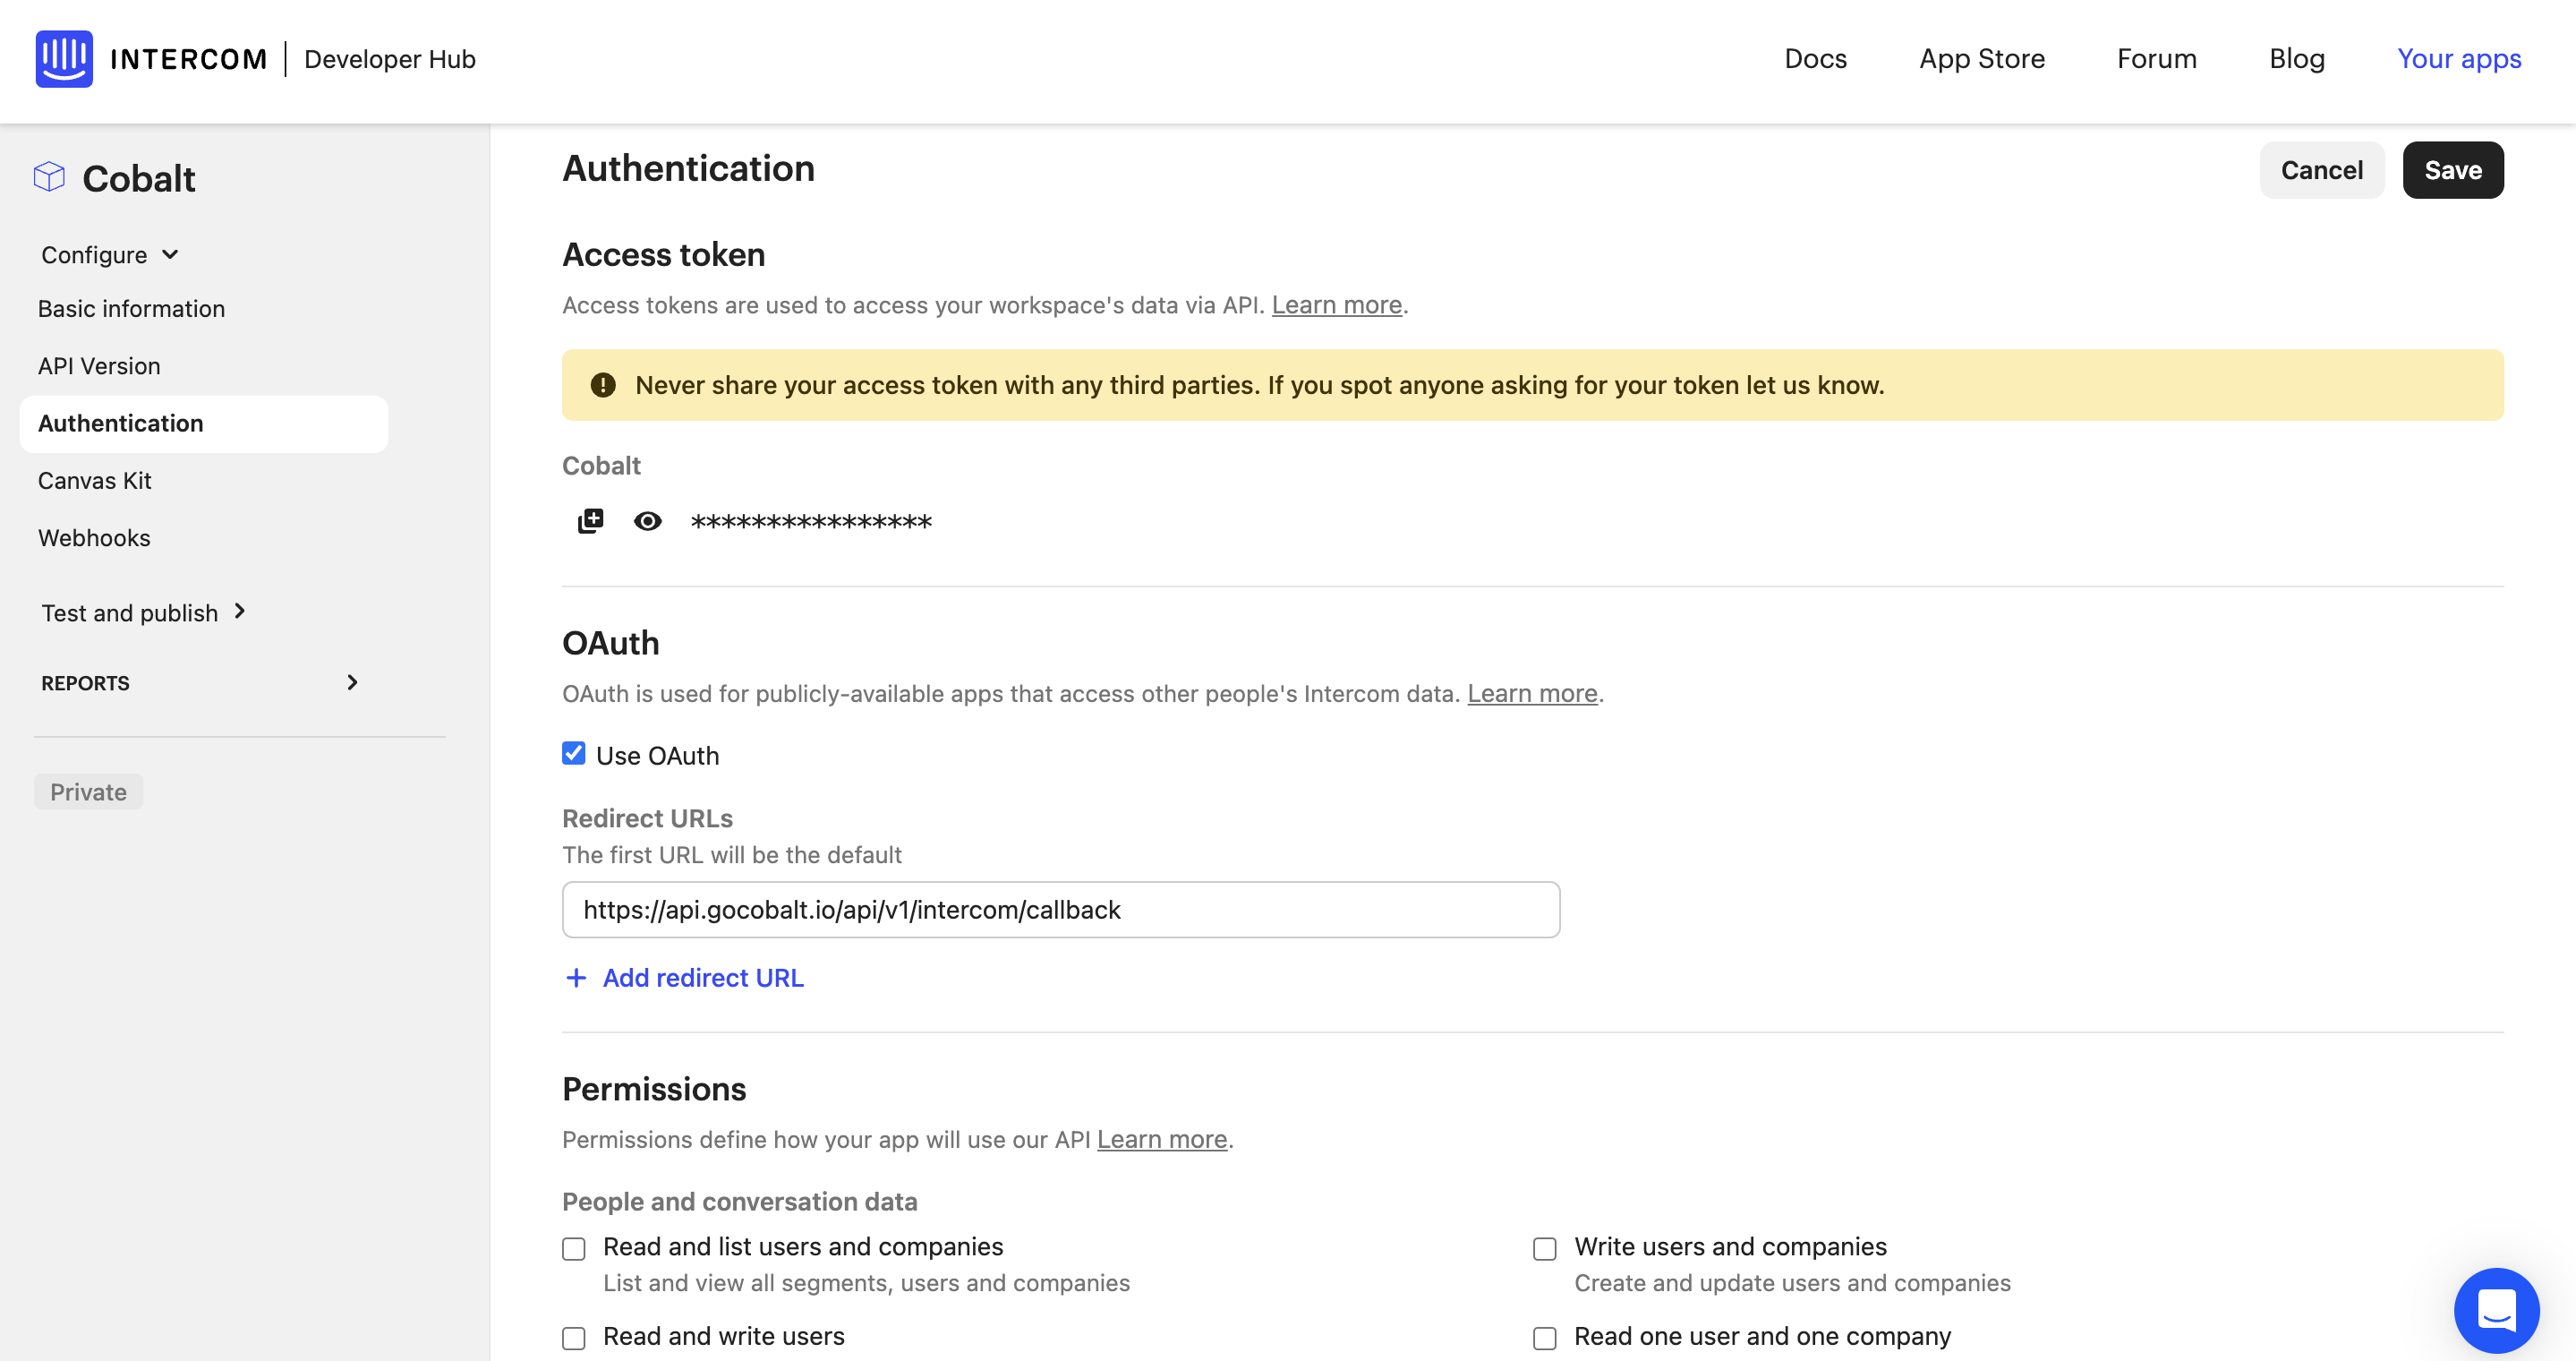 INTERCOM | Developer Hub
Docs
App Store
Forum
Blog
Your apps
Cobalt
Configure
Basic information
API Version
Authentication
Canvas Kit
Webhooks
Test and publish
REPORTS
Private
Authentication
Cancel
Save
Access token
Access tokens are used to access your workspace's data via API. Learn more.
Never share your access token with any third parties. If you spot anyone asking for your token let us know.
Cobalt
****************
OAuth
OAuth is used for publicly-available apps that access other people's Intercom data. Learn more.
Use OAuth
Redirect URLs
The first URL will be the default
https://api.gocobalt.io/api/v1/intercom/callback
+ Add redirect URL
Permissions
Permissions define how your app will use our API Learn more.
People and conversation data
Read and list users and companies
List and view all segments, users and companies
Write users and companies
Create and update users and companies
Read and write users
Read one user and one company